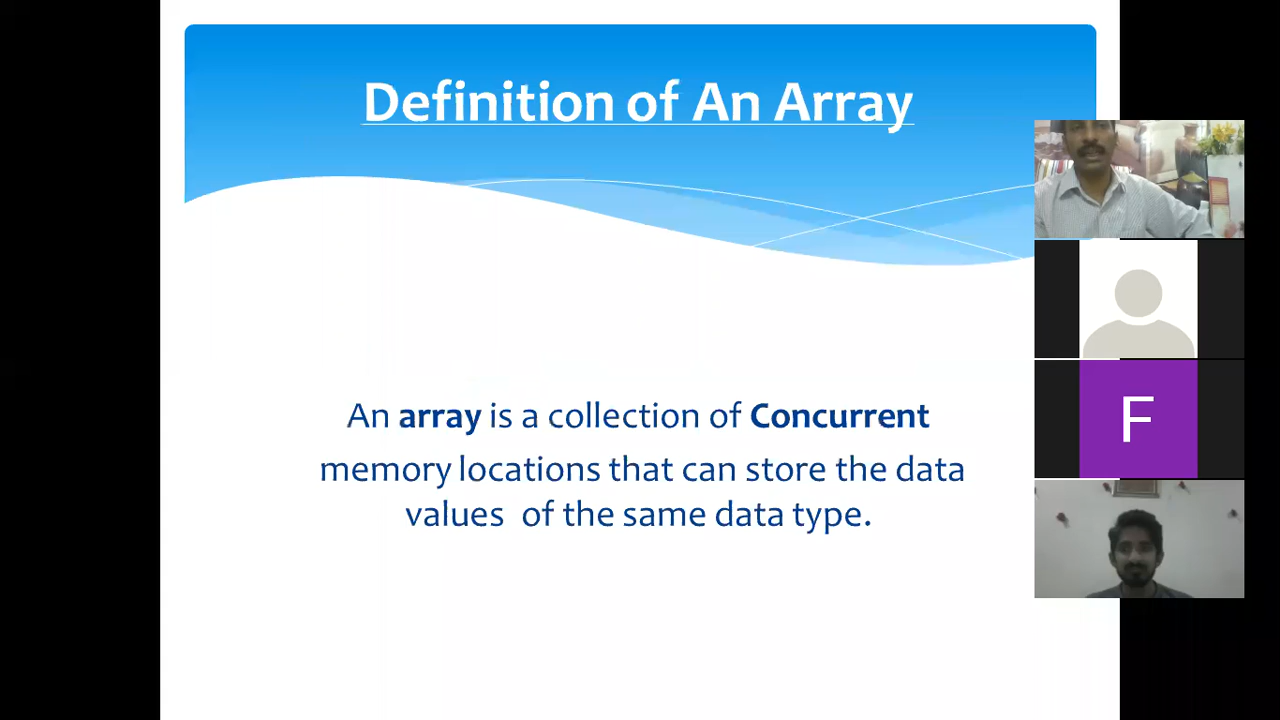 Definition of An Array
An array is a collection of Concurrent
memory locations that can store the data
values of the same data type.
F